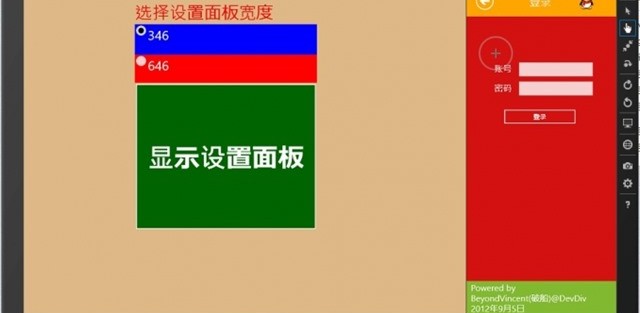 选择设置面板宽度
346
646
显示设置面板
登录
账号
密码
登录
Powered by
BeyondVincent(破船)@DevDiv
2012年9月5日
?